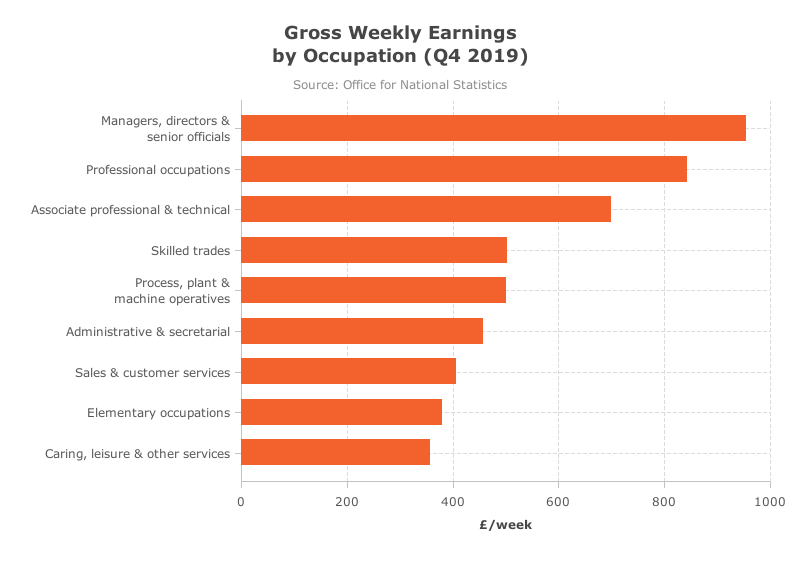 Gross Weekly Earnings
by Occupation (Q4 2019)
Source: Office for National Statistics
Managers, directors &
senior officials
Professional occupations
Associate professional & technical
Skilled trades
Process, plant &
machine operatives
Administrative & secretarial
Sales & customer services
Elementary occupations
Caring, leisure & other services
0 200 400 600 800 1000
£/week